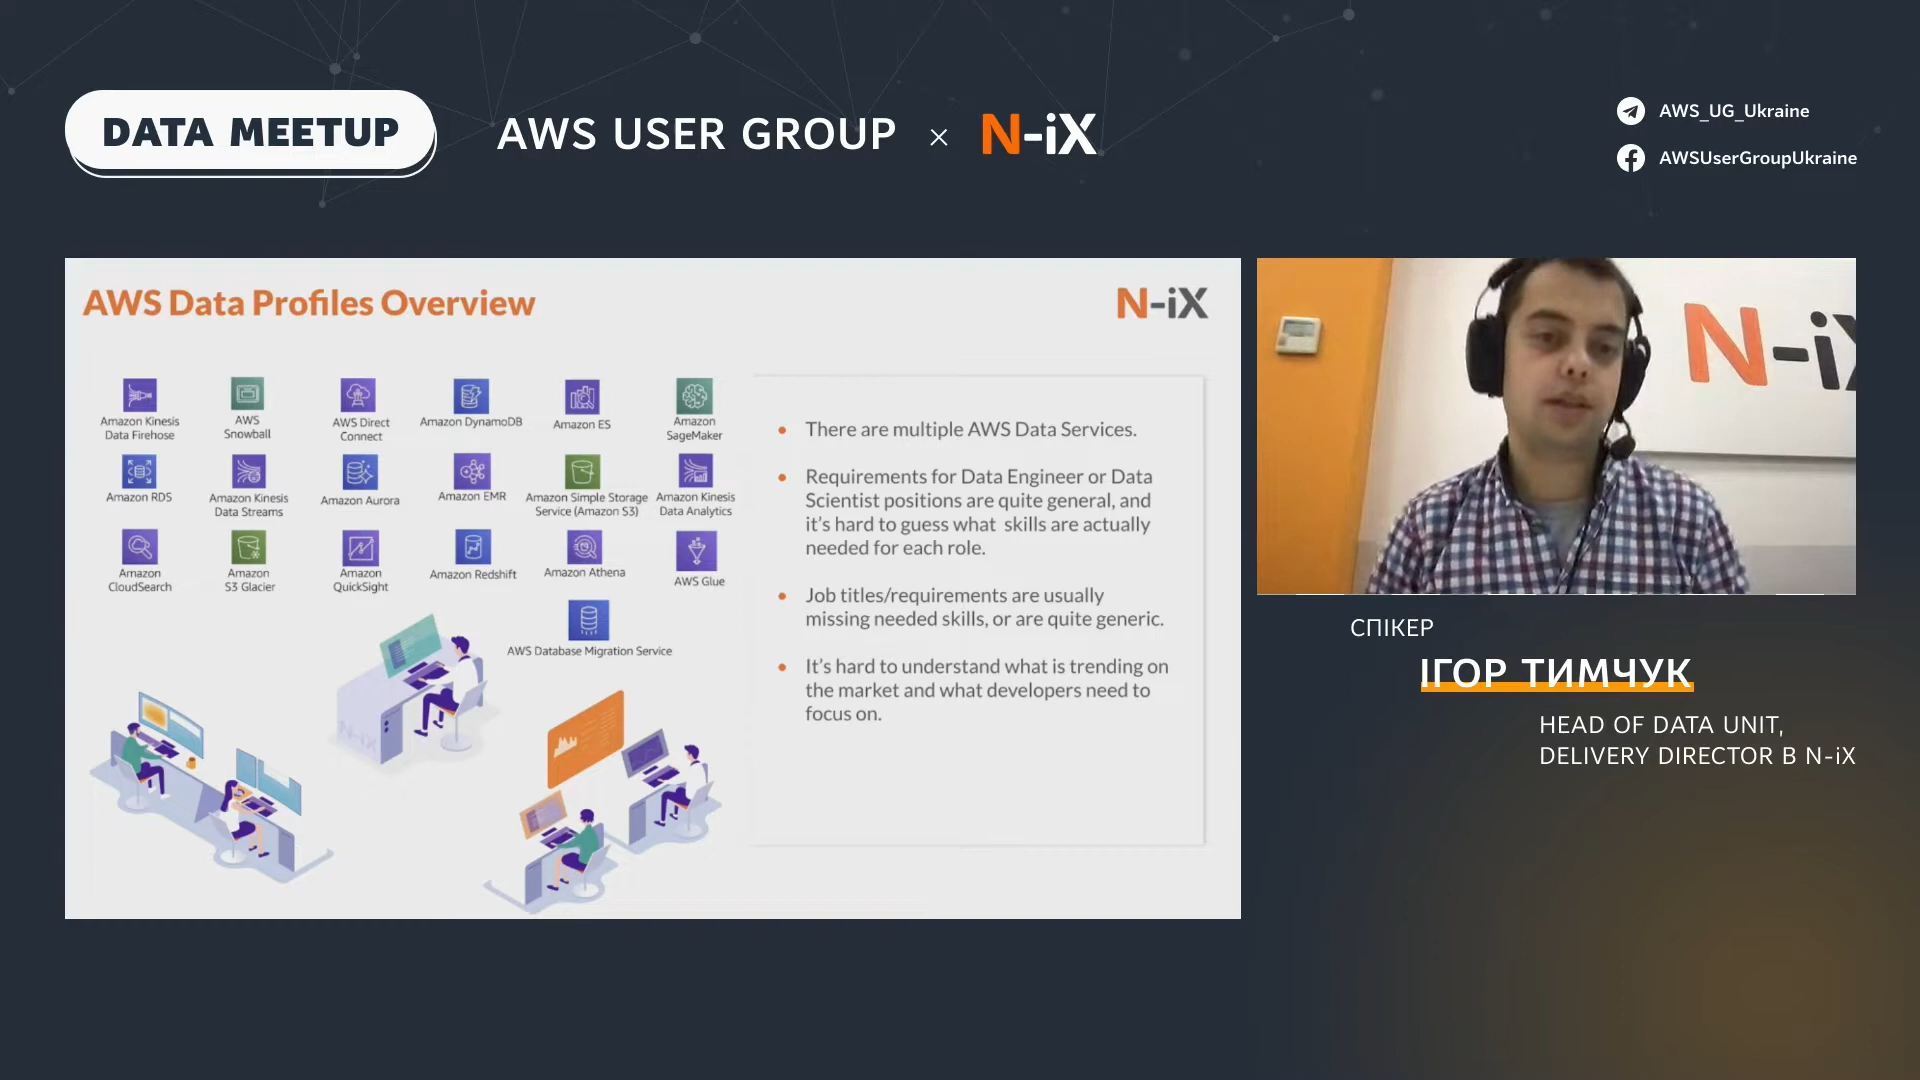 DATA MEETUP
AWS USER GROUP × N-iX
AWS_UG_Ukraine
AWSUserGroupUkraine
AWS Data Profiles Overview
N-iX
Amazon Kinesis
Data Firehose
AWS
Snowball
AWS Direct
Connect
Amazon DynamoDB
Amazon ES
Amazon
SageMaker
Amazon RDS
Amazon Kinesis
Data Streams
Amazon Aurora
Amazon EMR
Amazon Simple Storage
Service (Amazon S3)
Amazon Kinesis
Data Analytics
Amazon
CloudSearch
Amazon
S3 Glacier
Amazon
QuickSight
Amazon Redshift
Amazon Athena
AWS Glue
AWS Database Migration Service
N-iX
• There are multiple AWS Data Services.
• Requirements for Data Engineer or Data
Scientist positions are quite general, and
it's hard to guess what skills are actually
needed for each role.
• Job titles/requirements are usually
missing needed skills, or are quite generic.
• It's hard to understand what is trending on
the market and what developers need to
focus on.
N-iX
СПІКЕР
ІГОР ТИМЧУК
HEAD OF DATA UNIT,
DELIVERY DIRECTOR В N-iX